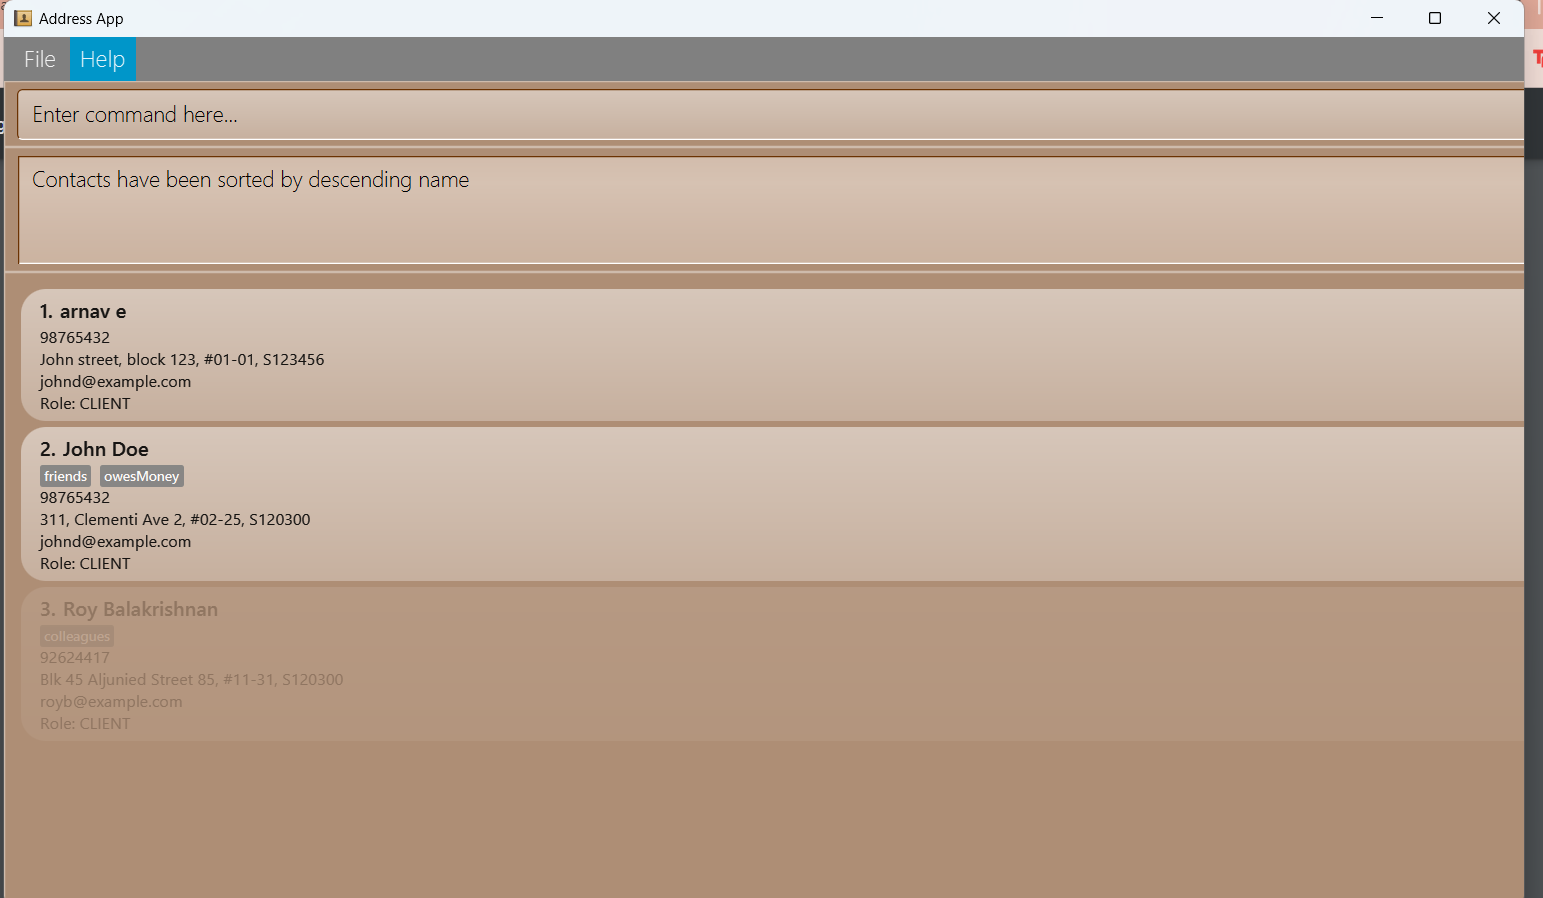 Address App
File Help
Enter command here...
Contacts have been sorted by descending name
1. arnav e
98765432
John street, block 123, #01-01, S123456
johnd@example.com
Role: CLIENT
2. John Doe
friends owesMoney
98765432
311, Clementi Ave 2, #02-25, S120300
johnd@example.com
Role: CLIENT
3. Roy Balakrishnan
colleagues
92624417
Blk 45 Aljunied Street 85, #11-31, S120300
royb@example.com
Role: CLIENT